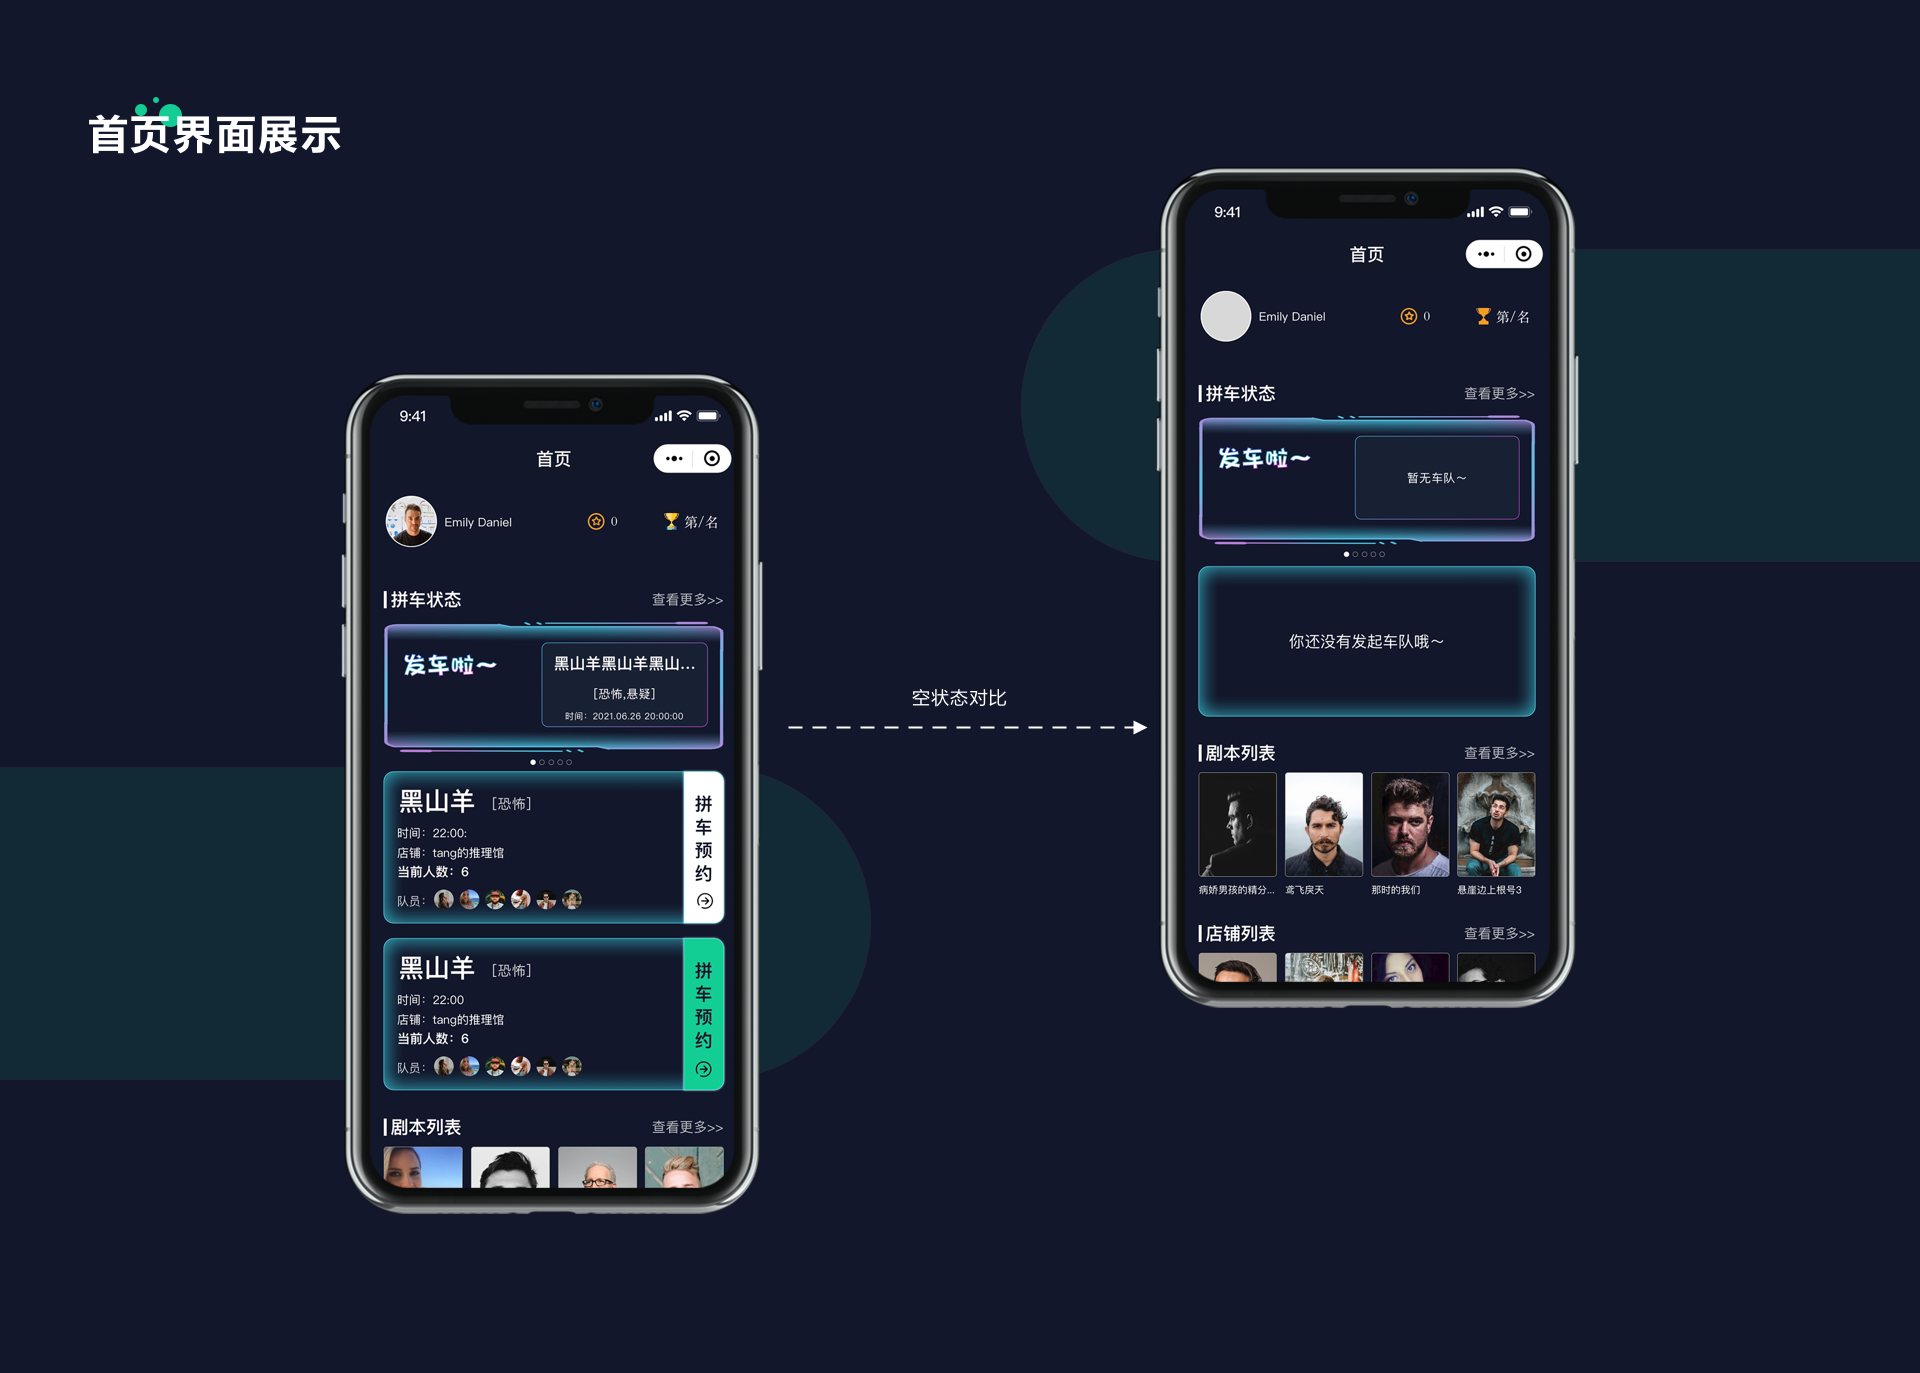 首页界面展示
9:41
首页
Emily Daniel
0
第/名
拼车状态
查看更多>>
发车啦～
黑山羊黑山羊黑山...
[恐怖,悬疑]
时间：2021.06.26 20:00:00
黑山羊 [恐怖]
时间：22:00:
店铺：tang的推理馆
当前人数：6
队员：
拼车预约
黑山羊 [恐怖]
时间：22:00
店铺：tang的推理馆
当前人数：6
队员：
拼车预约
剧本列表
查看更多>>
空状态对比
9:41
首页
Emily Daniel
0
第/名
拼车状态
查看更多>>
发车啦～
暂无车队～
你还没有发起车队哦～
剧本列表
查看更多>>
病娇男孩的精分...
鸢飞戾天
那时的我们
悬崖边上根号3
店铺列表
查看更多>>